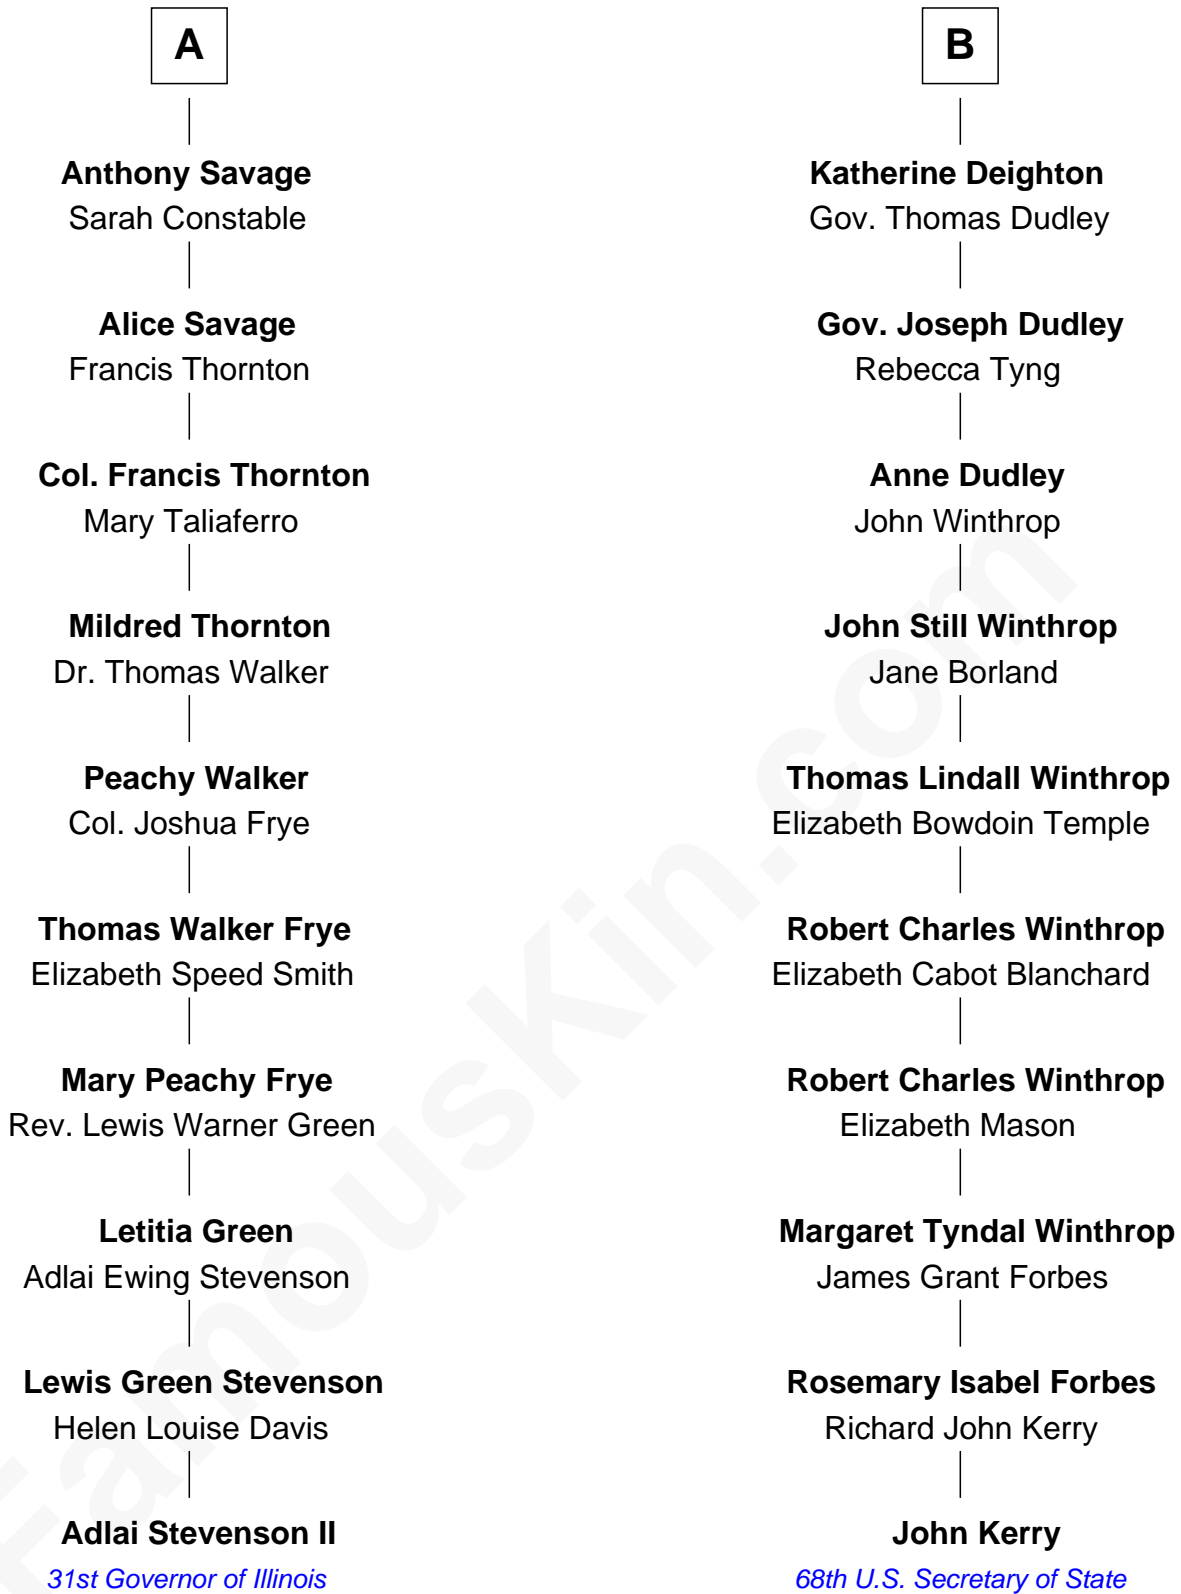 A
Anthony Savage
Sarah Constable
Alice Savage
Francis Thornton
Col. Francis Thornton
Mary Taliaferro
Mildred Thornton
Dr. Thomas Walker
Peachy Walker
Col. Joshua Frye
Thomas Walker Frye
Elizabeth Speed Smith
Mary Peachy Frye
Rev. Lewis Warner Green
Letitia Green
Adlai Ewing Stevenson
Lewis Green Stevenson
Helen Louise Davis
Adlai Stevenson II
31st Governor of Illinois
B
Katherine Deighton
Gov. Thomas Dudley
Gov. Joseph Dudley
Rebecca Tyng
Anne Dudley
John Winthrop
John Still Winthrop
Jane Borland
Thomas Lindall Winthrop
Elizabeth Bowdoin Temple
Robert Charles Winthrop
Elizabeth Cabot Blanchard
Robert Charles Winthrop
Elizabeth Mason
Margaret Tyndal Winthrop
James Grant Forbes
Rosemary Isabel Forbes
Richard John Kerry
John Kerry
68th U.S. Secretary of State
FamousKin.com